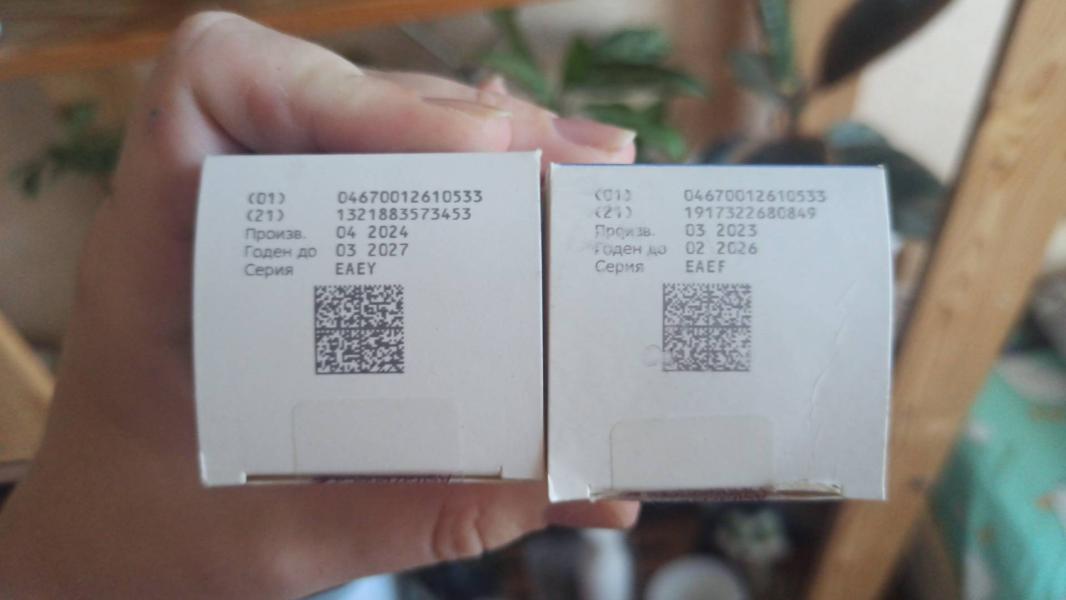 (01) 04670012610533
(21) 1321883573453
Произв. 04 2024
Годен до 03 2027
Серия EAEY
(01) 04670012610533
(21) 1917322680849
Произв. 03 2023
Годен до 02 2026
Серия EAEF